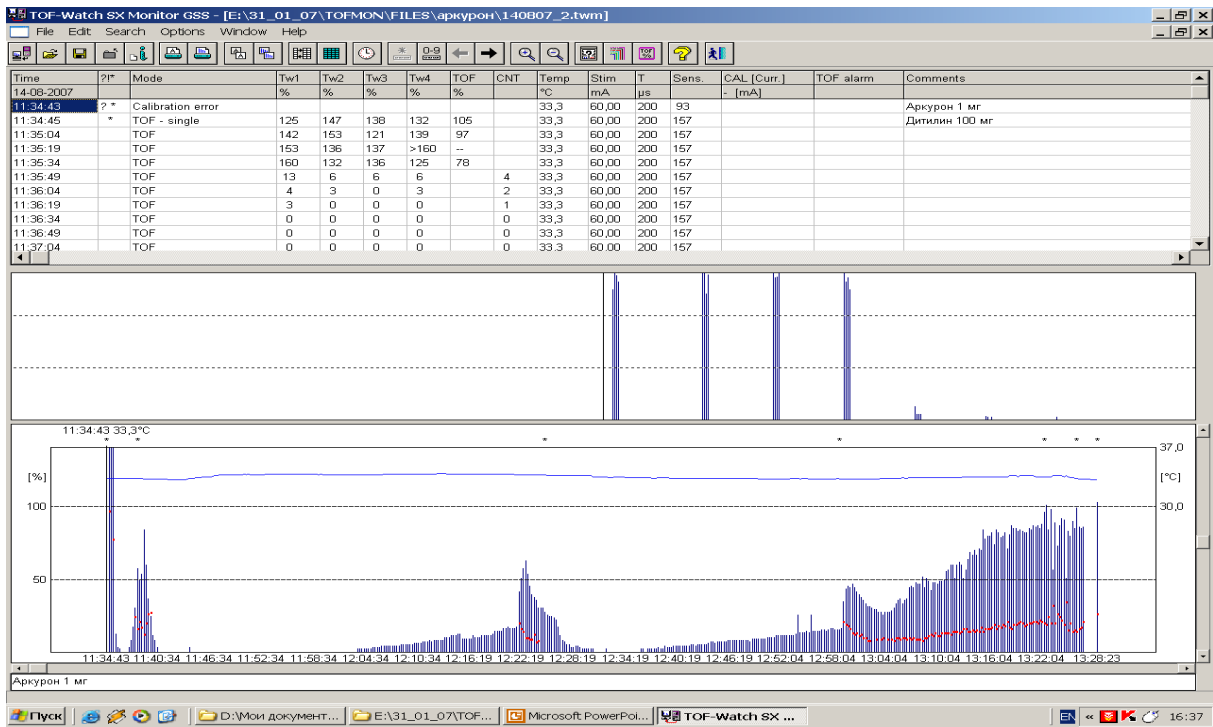 TOF-Watch SX Monitor GSS - [E:\31_01_07\TOFMON\FILES\аркурон\140807_2.twm]
File Edit Search Options Window Help
Time ?!* Mode Tw1 Tw2 Tw3 Tw4 TOF CNT Temp Stim T Sens. CAL [Curr.] TOF alarm Comments
14-08-2007 % % % % % °C mA µs - [mA]
11:34:43 ? * Calibration error 33,3 60,00 200 93 Аркурон 1 мг
11:34:45 * TOF - single 125 147 138 132 105 33,3 60,00 200 157 Дитилин 100 мг
11:35:04 TOF 142 153 121 139 97 33,3 60,00 200 157
11:35:19 TOF 153 136 137 >160 -- 33,3 60,00 200 157
11:35:34 TOF 160 132 136 125 78 33,3 60,00 200 157
11:35:49 TOF 13 6 6 6 4 33,3 60,00 200 157
11:36:04 TOF 4 3 0 3 2 33,3 60,00 200 157
11:36:19 TOF 3 0 0 0 1 33,3 60,00 200 157
11:36:34 TOF 0 0 0 0 0 33,3 60,00 200 157
11:36:49 TOF 0 0 0 0 0 33,3 60,00 200 157
11:37:04 TOF 0 0 0 0 0 33,3 60,00 200 157
11:34:43 33,3°C
* * * * * * *
37,0
[%] [°C]
100 30,0
50
11:34:43 11:40:34 11:46:34 11:52:34 11:58:34 12:04:34 12:10:34 12:16:19 12:22:19 12:28:19 12:34:19 12:40:19 12:46:19 12:52:04 12:58:04 13:04:04 13:10:04 13:16:04 13:22:04 13:28:23
Аркурон 1 мг
Пуск D:\Мои документ... E:\31_01_07\TOF... Microsoft PowerPoi... TOF-Watch SX ... EN « 16:37